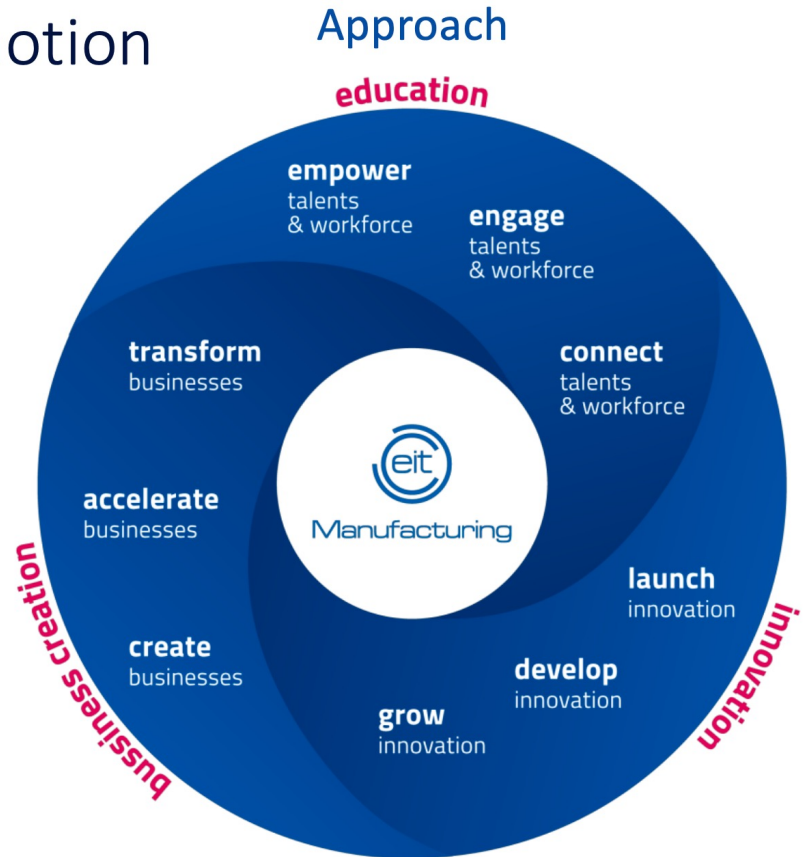 otion
Approach
education
empower
talents
& workforce
engage
talents
& workforce
connect
talents
& workforce
launch
innovation
develop
innovation
grow
innovation
innovation
create
businesses
accelerate
businesses
transform
businesses
bussiness creation
eit
Manufacturing